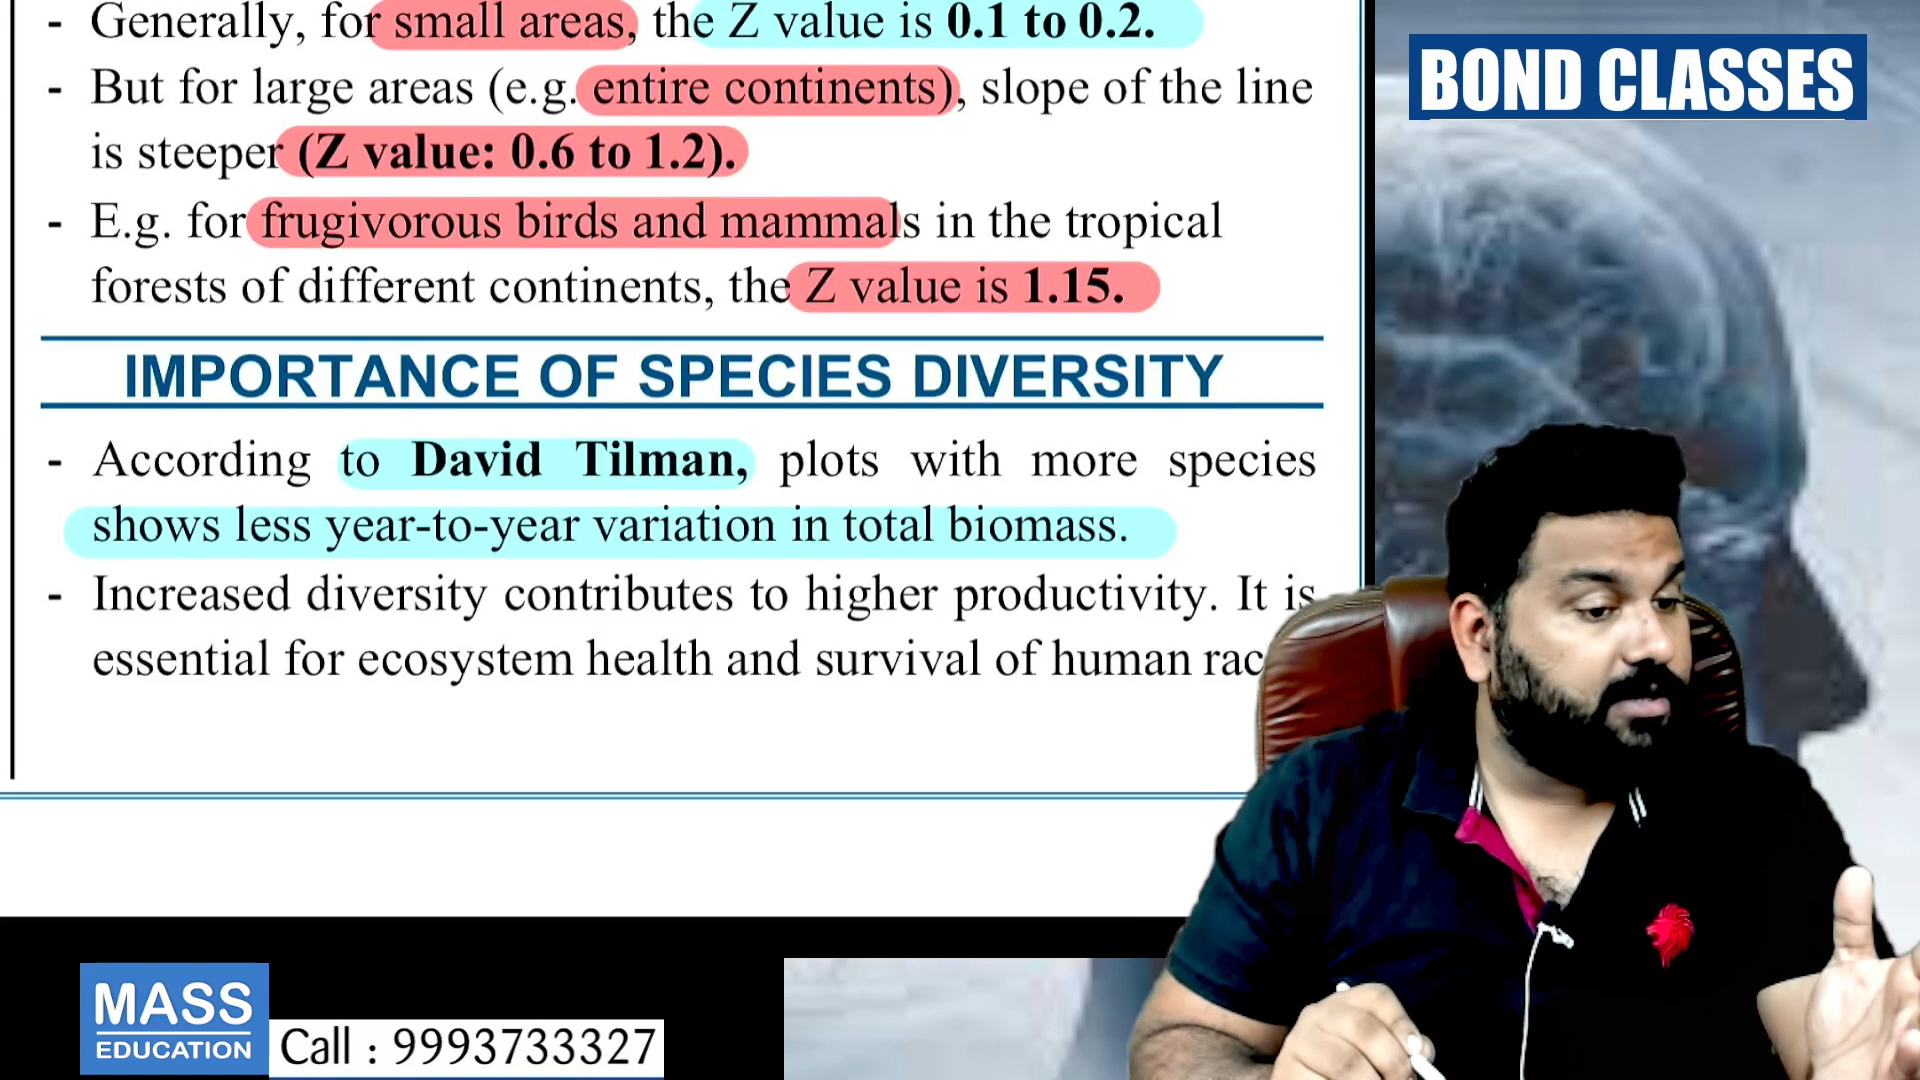 - Generally, for small areas, the Z value is 0.1 to 0.2.
- But for large areas (e.g. entire continents), slope of the line
is steeper (Z value: 0.6 to 1.2).
- E.g. for frugivorous birds and mammals in the tropical
forests of different continents, the Z value is 1.15.
IMPORTANCE OF SPECIES DIVERSITY
- According to David Tilman, plots with more species
shows less year-to-year variation in total biomass.
- Increased diversity contributes to higher productivity. It is
essential for ecosystem health and survival of human rac
BOND CLASSES
MASS
EDUCATION
Call : 9993733327